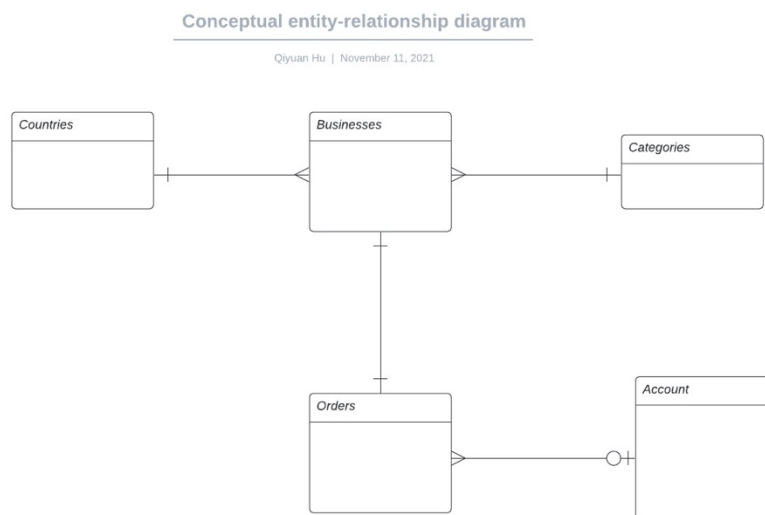 Conceptual entity-relationship diagram
Qiyuan Hu | November 11, 2021
Countries
Businesses
Categories
Orders
Account